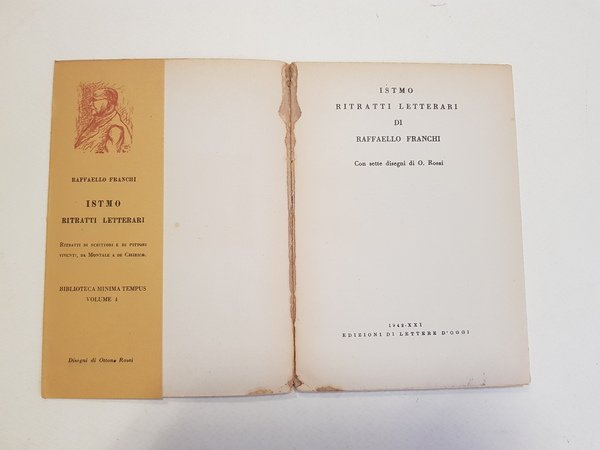 RAFFAELLO FRANCHI
ISTMO
RITRATTI LETTERARI
RITRATTI DI SCRITTORI E DI PITTORI
VIVENTI, DA MONTALE A DE CHIRICO.
BIBLIOTECA MINIMA TEMPUS
VOLUME 4
Disegni di Ottone Rosai
ISTMO
RITRATTI LETTERARI
DI
RAFFAELLO FRANCHI
Con sette disegni di O. Rosai
1942-XXI
EDIZIONI DI LETTERE D'OGGI